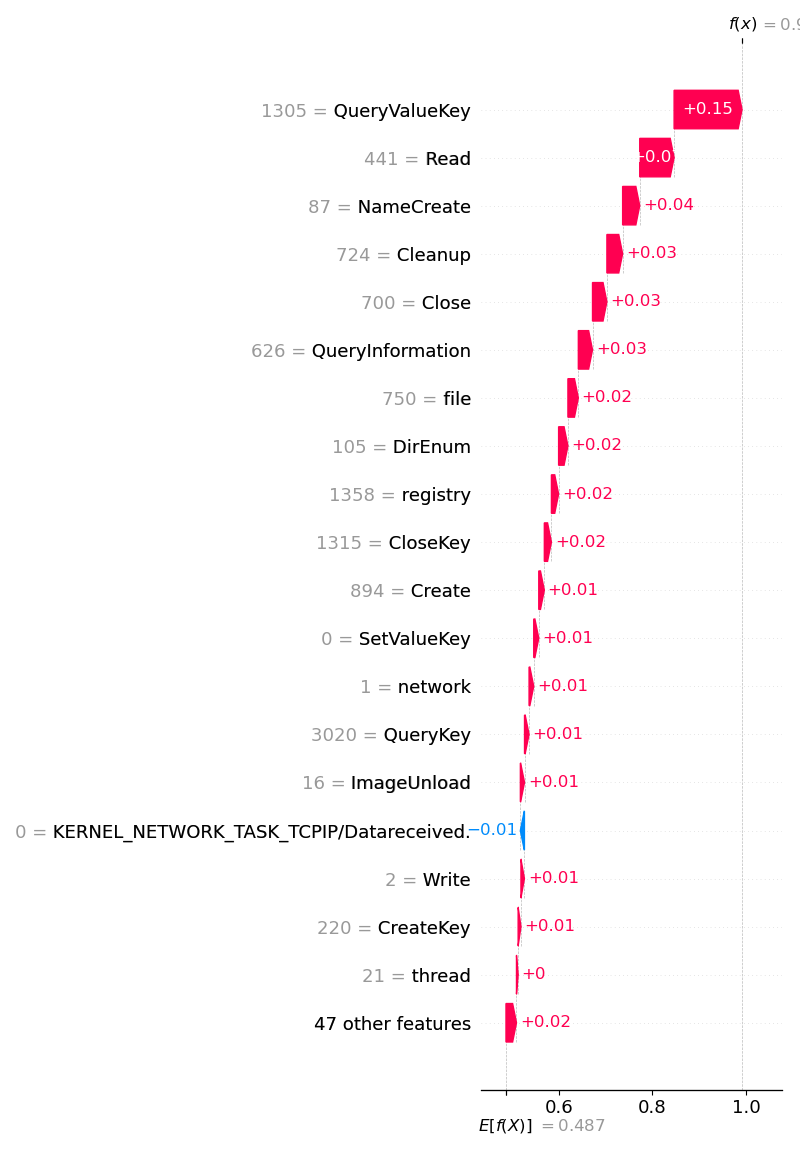 f(x) = 0.9
1305 = QueryValueKey +0.15
441 = Read +0.0
87 = NameCreate +0.04
724 = Cleanup +0.03
700 = Close +0.03
626 = QueryInformation +0.03
750 = file +0.02
105 = DirEnum +0.02
1358 = registry +0.02
1315 = CloseKey +0.02
894 = Create +0.01
0 = SetValueKey +0.01
1 = network +0.01
3020 = QueryKey +0.01
16 = ImageUnload +0.01
0 = KERNEL_NETWORK_TASK_TCPIP/Datareceived. −0.01
2 = Write +0.01
220 = CreateKey +0.01
21 = thread +0
47 other features +0.02
0.6 0.8 1.0
E[f(X)] = 0.487